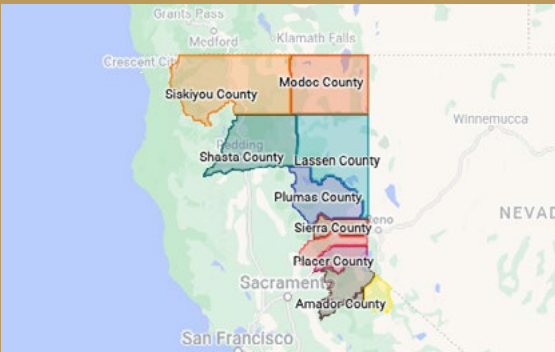 Grants Pass
Medford
Klamath Falls
Crescent City
Modoc County
Siskiyou County
Winnemucca
Redding
Shasta County
Lassen County
Plumas County
NEVAD
Reno
Sierra County
Placer County
Sacramento
Amador County
San Francisco